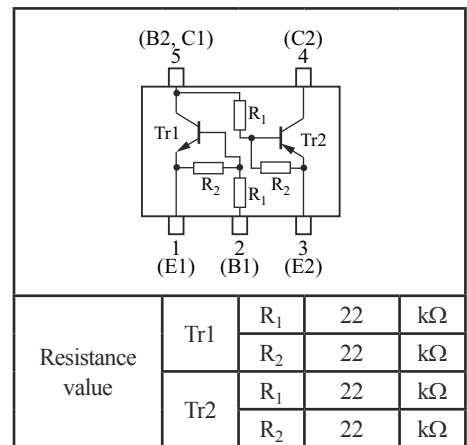 (B2, C1) (C2)
5 4
R₁
Tr1 Tr2
R₂ R₂
R₁
1 2 3
(E1) (B1) (E2)
Resistance value Tr1 R₁ 22 kΩ
R₂ 22 kΩ
Tr2 R₁ 22 kΩ
R₂ 22 kΩ